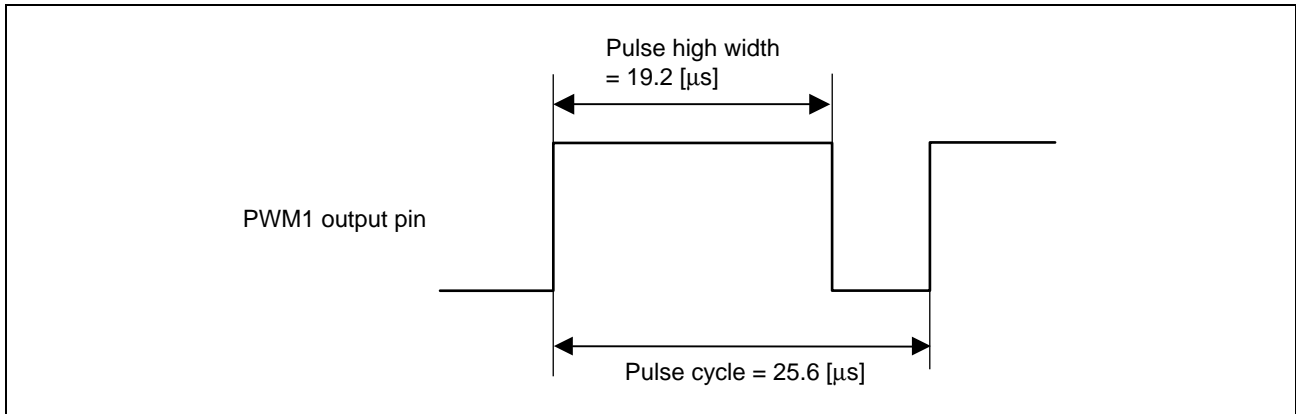 Pulse high width
= 19.2 [μs]
PWM1 output pin
Pulse cycle = 25.6 [μs]